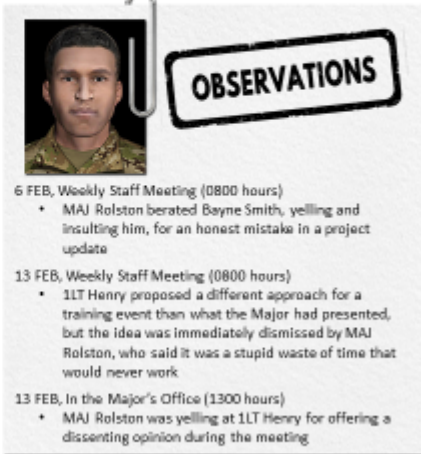 OBSERVATIONS
6 FEB, Weekly Staff Meeting (0800 hours)
• MAJ Rolston berated Bayne Smith, yelling and
insulting him, for an honest mistake in a project
update
13 FEB, Weekly Staff Meeting (0800 hours)
• 1LT Henry proposed a different approach for a
training event than what the Major had presented,
but the idea was immediately dismissed by MAJ
Rolston, who said it was a stupid waste of time that
would never work
13 FEB, In the Major's Office (1300 hours)
• MAJ Rolston was yelling at 1LT Henry for offering a
dissenting opinion during the meeting